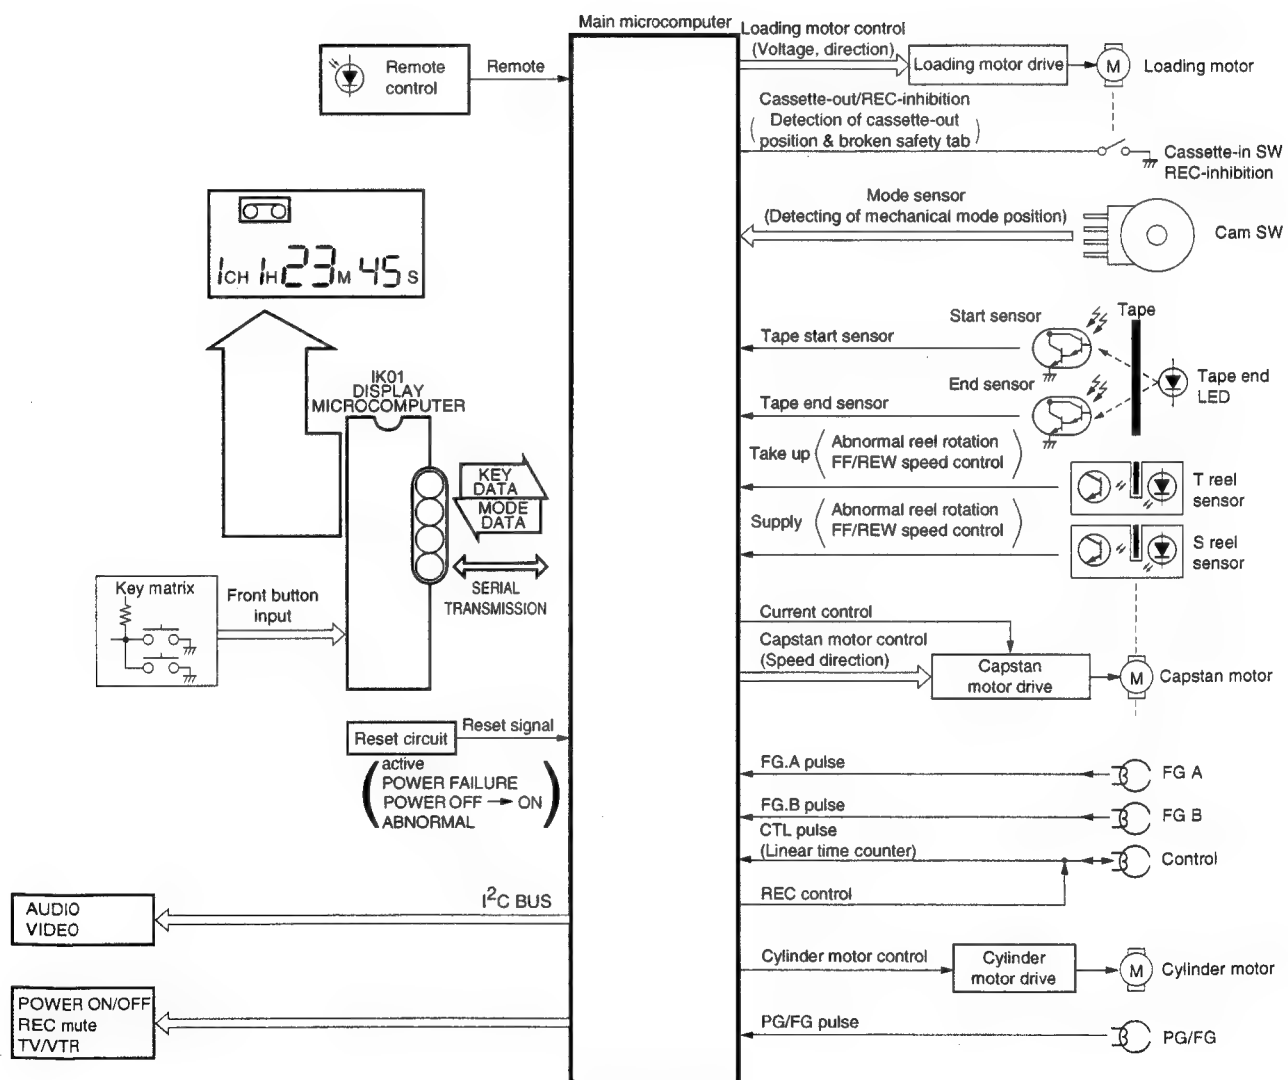 Main microcomputer
Remote
control
Remote
1CH 1H 23M 45S
IK01
DISPLAY
MICROCOMPUTER
KEY
DATA
MODE
DATA
SERIAL
TRANSMISSION
Key matrix
Front button
input
Reset circuit
Reset signal
active
POWER FAILURE
POWER OFF → ON
ABNORMAL
I²C BUS
AUDIO
VIDEO
POWER ON/OFF
REC mute
TV/VTR
Loading motor control
(Voltage, direction)
Loading motor drive
M
Loading motor
Cassette-out/REC-inhibition
(Detection of cassette-out
position & broken safety tab)
Cassette-in SW
REC-inhibition
Mode sensor
(Detecting of mechanical mode position)
Cam SW
Start sensor
Tape
Tape start sensor
End sensor
Tape end sensor
Tape end
LED
Take up (Abnormal reel rotation
FF/REW speed control)
T reel
sensor
Supply (Abnormal reel rotation
FF/REW speed control)
S reel
sensor
Current control
Capstan motor control
(Speed direction)
Capstan
motor drive
M
Capstan motor
FG.A pulse
FG A
FG.B pulse
FG B
CTL pulse
(Linear time counter)
Control
REC control
Cylinder motor control
Cylinder
motor drive
M
Cylinder motor
PG/FG pulse
PG/FG